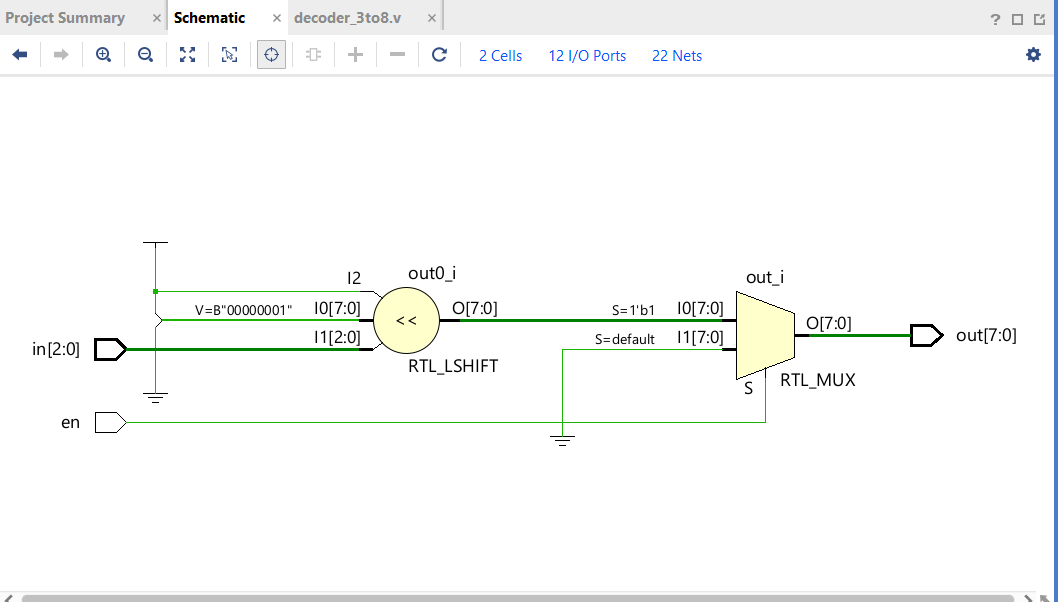 Project Summary × Schematic × decoder_3to8.v × ?
2 Cells 12 I/O Ports 22 Nets
out0_i
out_i
I2
V=B"00000001" I0[7:0] << O[7:0] S=1'b1 I0[7:0]
O[7:0]
in[2:0] I1[2:0] S=default I1[7:0] out[7:0]
RTL_LSHIFT
RTL_MUX
S
en